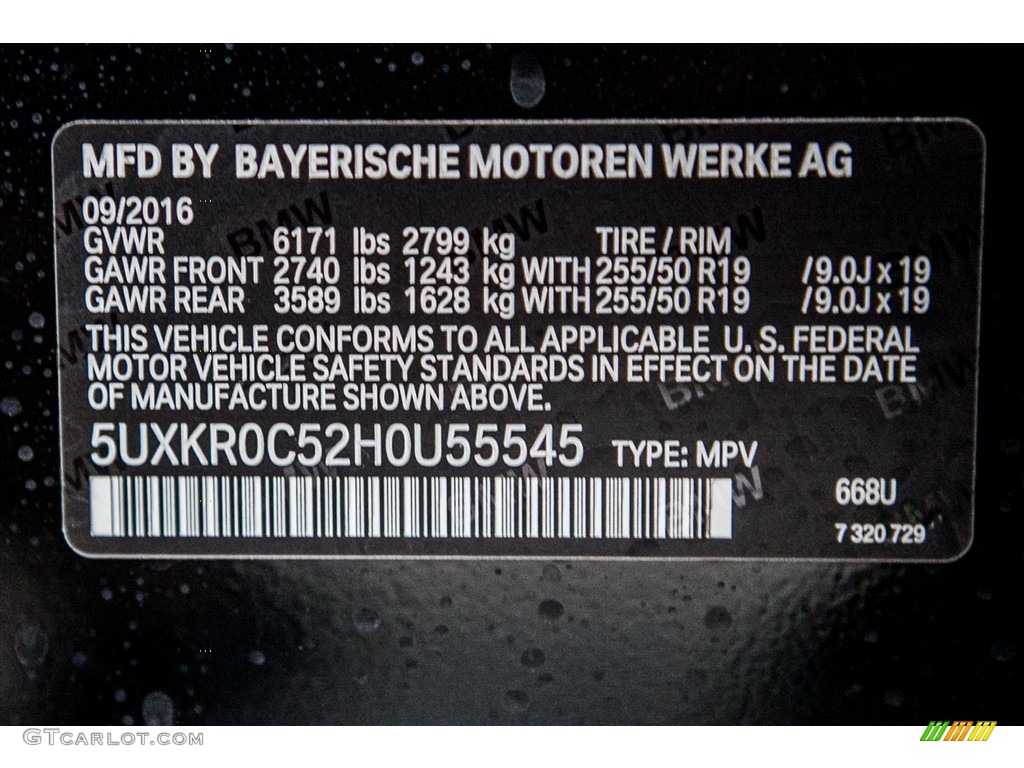 MFD BY BAYERISCHE MOTOREN WERKE AG
09/2016
GVWR 6171 lbs 2799 kg TIRE / RIM
GAWR FRONT 2740 lbs 1243 kg WITH 255/50 R19 /9.0J x 19
GAWR REAR 3589 lbs 1628 kg WITH 255/50 R19 /9.0J x 19
THIS VEHICLE CONFORMS TO ALL APPLICABLE U. S. FEDERAL
MOTOR VEHICLE SAFETY STANDARDS IN EFFECT ON THE DATE
OF MANUFACTURE SHOWN ABOVE.
5UXKR0C52H0U55545 TYPE: MPV
668U
7 320 729
GTCARLOT.COM